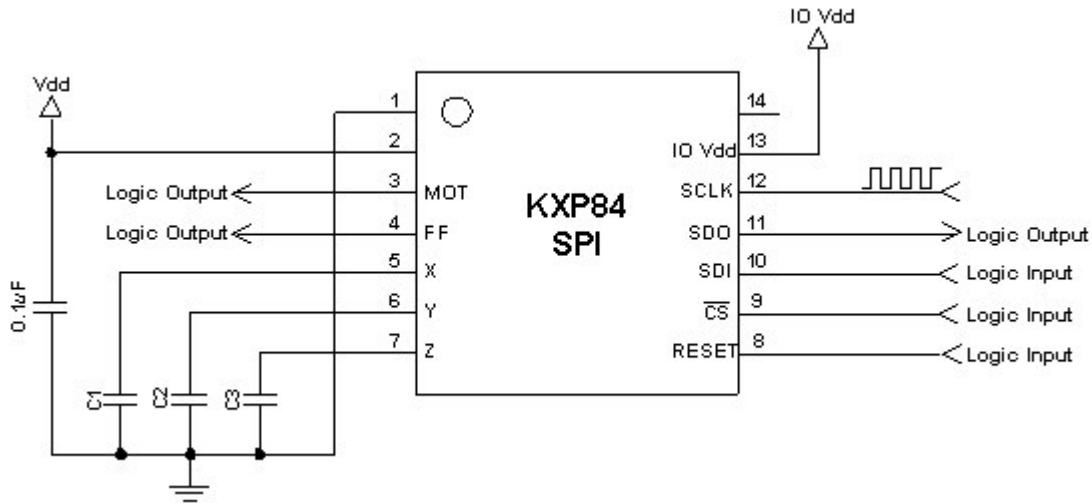 IO Vdd
Vdd
1
14
2
13
IO Vdd
Logic Output
3
MOT
SCLK
12
KXP84
SPI
Logic Output
4
FF
SDO
11
Logic Output
5
X
SDI
10
Logic Input
6
Y
CS
9
Logic Input
7
Z
RESET
8
Logic Input
0.1uF
C1
C2
C3